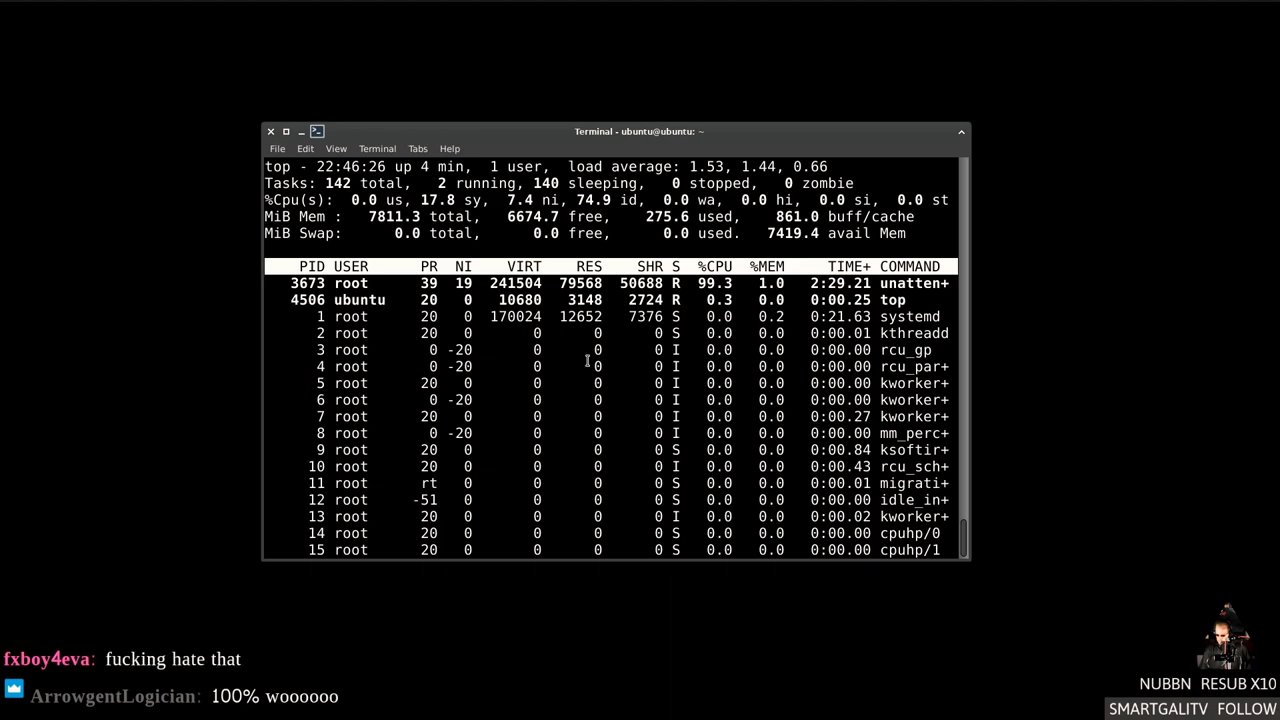 Terminal - ubuntu@ubuntu: ~
File Edit View Terminal Tabs Help
top - 22:46:26 up 4 min, 1 user, load average: 1.53, 1.44, 0.66
Tasks: 142 total, 2 running, 140 sleeping, 0 stopped, 0 zombie
%Cpu(s): 0.0 us, 17.8 sy, 7.4 ni, 74.9 id, 0.0 wa, 0.0 hi, 0.0 si, 0.0 st
MiB Mem : 7811.3 total, 6674.7 free, 275.6 used, 861.0 buff/cache
MiB Swap: 0.0 total, 0.0 free, 0.0 used. 7419.4 avail Mem
PID USER PR NI VIRT RES SHR S %CPU %MEM TIME+ COMMAND
3673 root 39 19 241504 79568 50688 R 99.3 1.0 2:29.21 unatten+
4506 ubuntu 20 0 10680 3148 2724 R 0.3 0.0 0:00.25 top
1 root 20 0 170024 12652 7376 S 0.0 0.2 0:21.63 systemd
2 root 20 0 0 0 0 S 0.0 0.0 0:00.01 kthreadd
3 root 0 -20 0 0 0 I 0.0 0.0 0:00.00 rcu_gp
4 root 0 -20 0 0 0 I 0.0 0.0 0:00.00 rcu_par+
5 root 20 0 0 0 0 I 0.0 0.0 0:00.00 kworker+
6 root 0 -20 0 0 0 I 0.0 0.0 0:00.00 kworker+
7 root 20 0 0 0 0 I 0.0 0.0 0:00.27 kworker+
8 root 0 -20 0 0 0 I 0.0 0.0 0:00.00 mm_perc+
9 root 20 0 0 0 0 S 0.0 0.0 0:00.84 ksoftir+
10 root 20 0 0 0 0 I 0.0 0.0 0:00.43 rcu_sch+
11 root rt 0 0 0 0 S 0.0 0.0 0:00.01 migrati+
12 root -51 0 0 0 0 S 0.0 0.0 0:00.00 idle_in+
13 root 20 0 0 0 0 I 0.0 0.0 0:00.02 kworker+
14 root 20 0 0 0 0 S 0.0 0.0 0:00.00 cpuhp/0
15 root 20 0 0 0 0 S 0.0 0.0 0:00.00 cpuhp/1
fxboy4eva: fucking hate that
ArrowgentLogician: 100% woooooo
NUBBN RESUB X10
SMARTGALITV FOLLOW